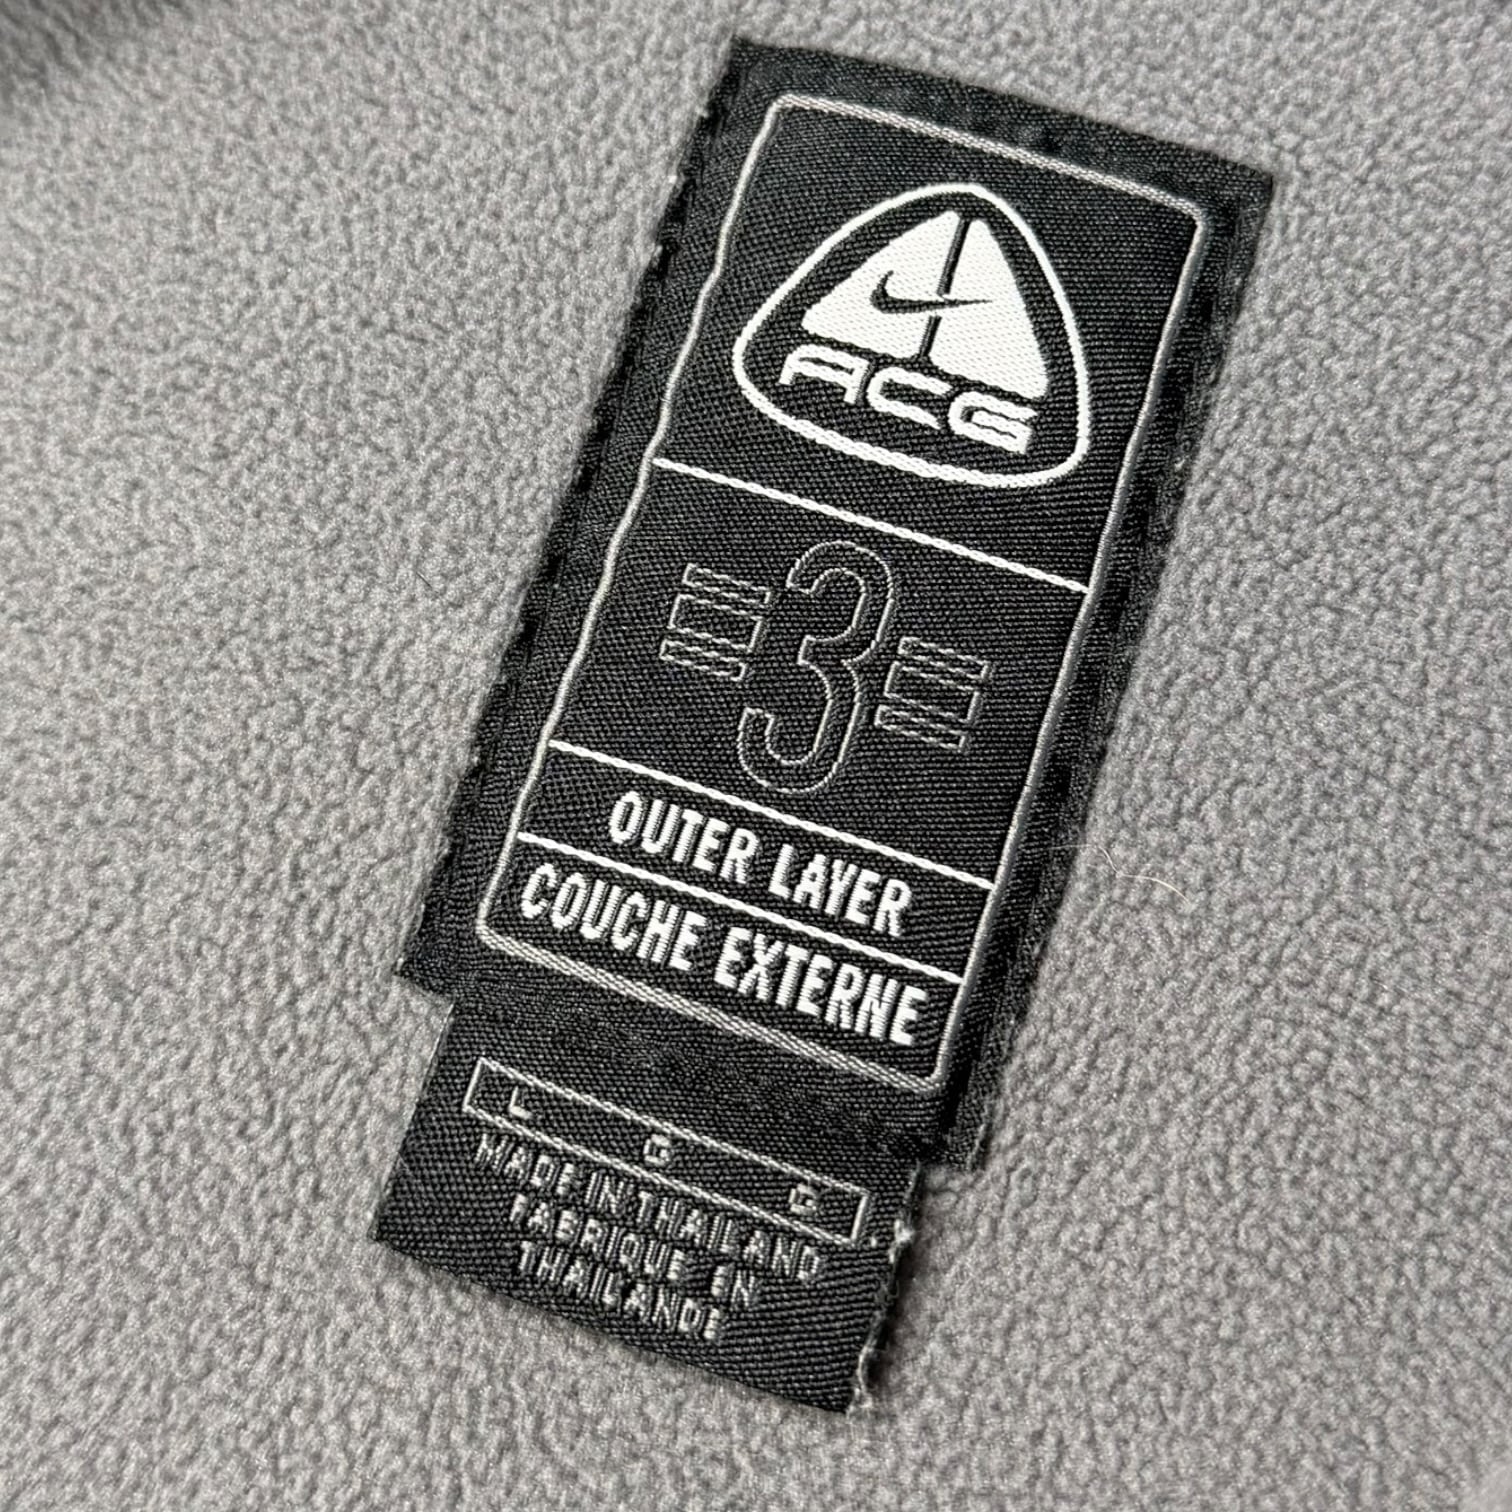 ACG
3
OUTER LAYER
COUCHE EXTERNE
L G G
MADE IN THAILAND
FABRIQUE EN
THAILANDE